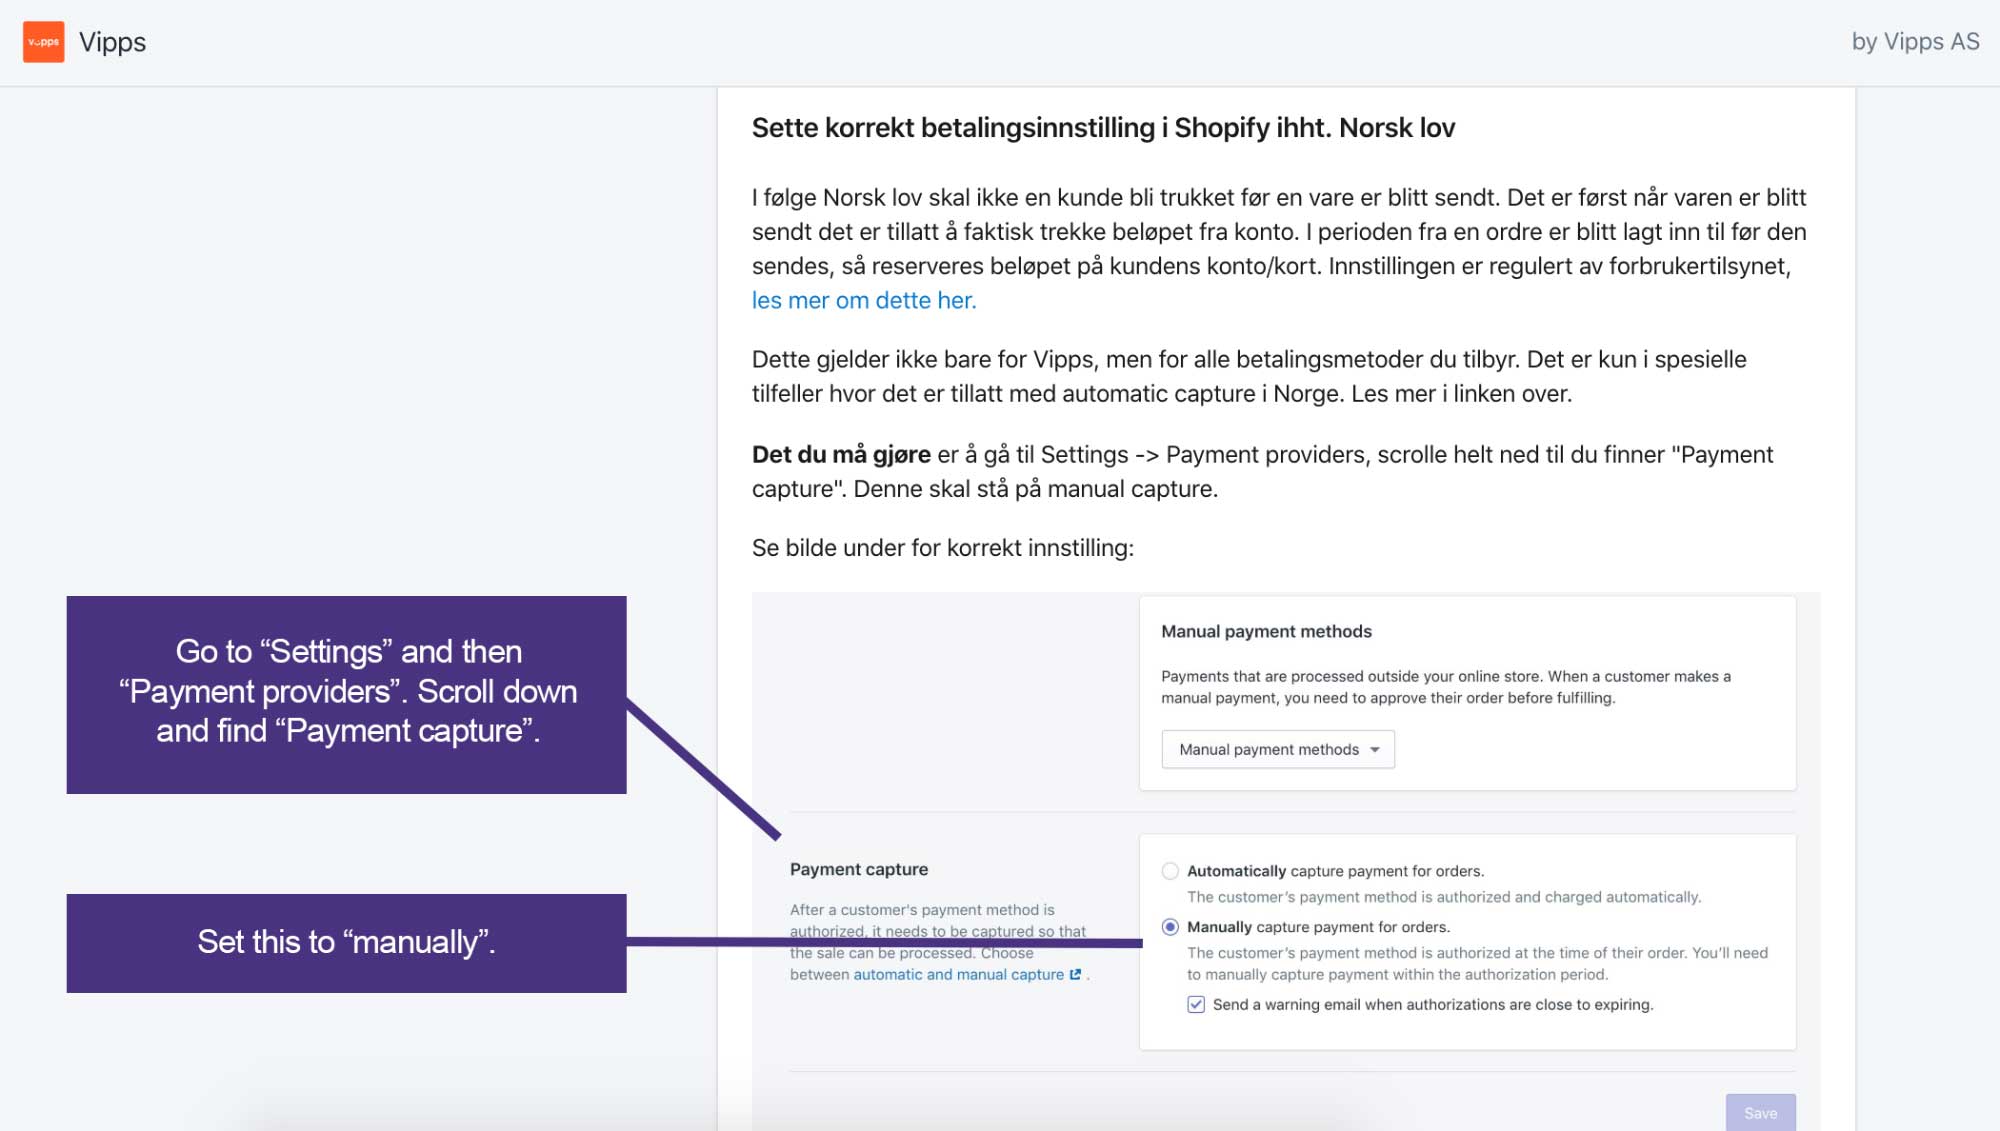 vipps
Vipps
by Vipps AS
Sette korrekt betalingsinnstilling i Shopify ihht. Norsk lov
I følge Norsk lov skal ikke en kunde bli trukket før en vare er blitt sendt. Det er først når varen er blitt
sendt det er tillatt å faktisk trekke beløpet fra konto. I perioden fra en ordre er blitt lagt inn til før den
sendes, så reserveres beløpet på kundens konto/kort. Innstillingen er regulert av forbrukertilsynet,
les mer om dette her.
Dette gjelder ikke bare for Vipps, men for alle betalingsmetoder du tilbyr. Det er kun i spesielle
tilfeller hvor det er tillatt med automatic capture i Norge. Les mer i linken over.
Det du må gjøre er å gå til Settings -> Payment providers, scrolle helt ned til du finner "Payment
capture". Denne skal stå på manual capture.
Se bilde under for korrekt innstilling:
Go to “Settings” and then
“Payment providers”. Scroll down
and find “Payment capture”.
Set this to “manually”.
Manual payment methods
Payments that are processed outside your online store. When a customer makes a
manual payment, you need to approve their order before fulfilling.
Manual payment methods
Payment capture
After a customer's payment method is
authorized, it needs to be captured so that
the sale can be processed. Choose
between automatic and manual capture .
Automatically capture payment for orders.
The customer’s payment method is authorized and charged automatically.
Manually capture payment for orders.
The customer’s payment method is authorized at the time of their order. You’ll need
to manually capture payment within the authorization period.
Send a warning email when authorizations are close to expiring.
Save